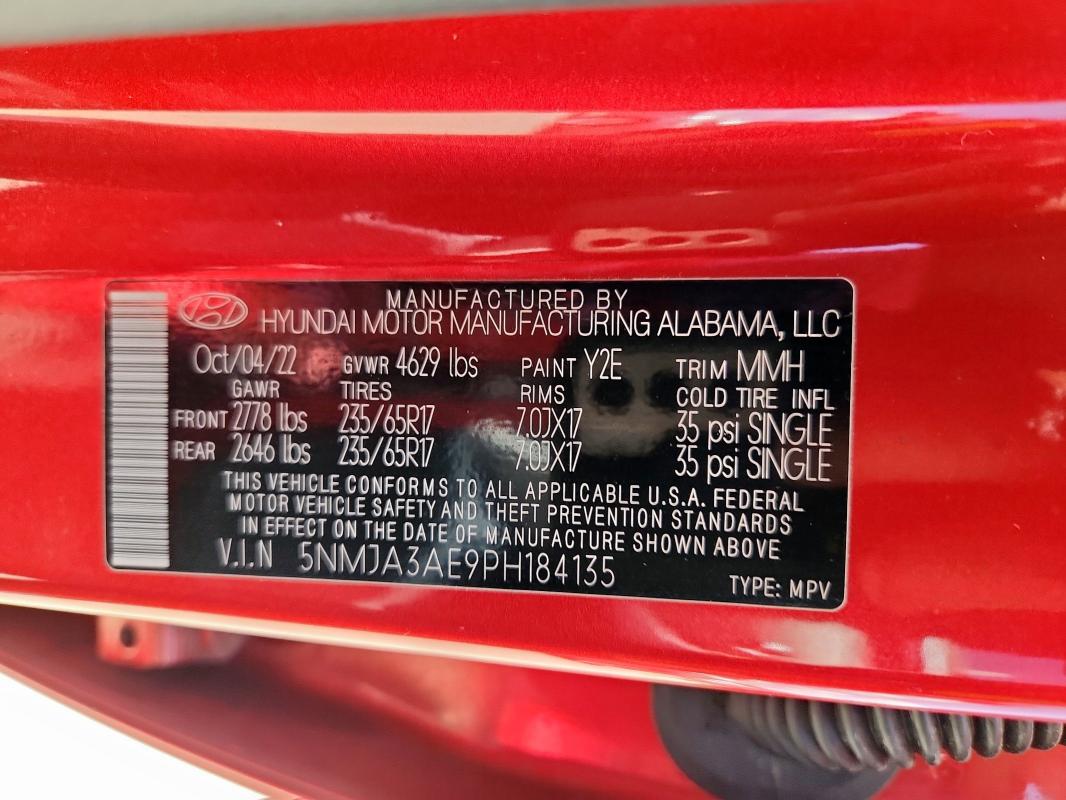 MANUFACTURED BY
HYUNDAI MOTOR MANUFACTURING ALABAMA, LLC
Oct/04/22 GVWR 4629 lbs PAINT Y2E TRIM MMH
GAWR TIRES RIMS COLD TIRE INFL
FRONT 2778 lbs 235/65R17 7.0JX17 35 psi SINGLE
REAR 2646 lbs 235/65R17 7.0JX17 35 psi SINGLE
THIS VEHICLE CONFORMS TO ALL APPLICABLE U.S.A. FEDERAL
MOTOR VEHICLE SAFETY AND THEFT PREVENTION STANDARDS
IN EFFECT ON THE DATE OF MANUFACTURE SHOWN ABOVE
V.I.N 5NMJA3AE9PH184135 TYPE: MPV